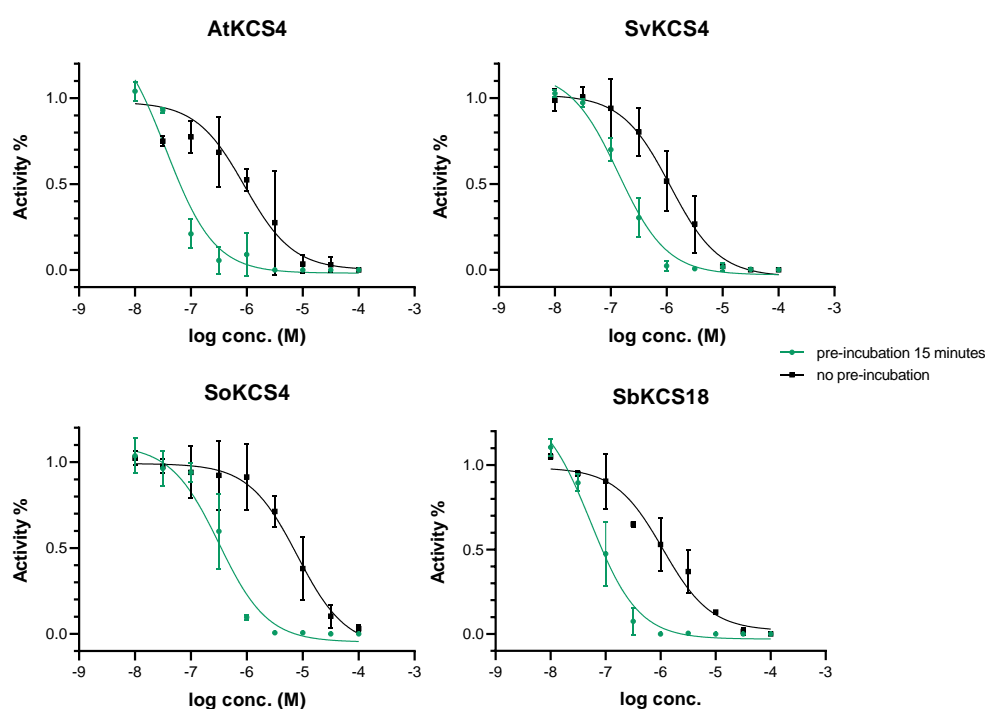 AtKCS4
SvKCS4
1.0
0.5
0.0
Activity %
-9
-8
-7
-6
-5
-4
-3
log conc. (M)
1.0
0.5
0.0
Activity %
-9
-8
-7
-6
-5
-4
-3
log conc. (M)
pre-incubation 15 minutes
no pre-incubation
SoKCS4
SbKCS18
1.0
0.5
0.0
Activity %
-9
-8
-7
-6
-5
-4
-3
log conc. (M)
1.0
0.5
0.0
Activity %
-9
-8
-7
-6
-5
-4
-3
log conc.